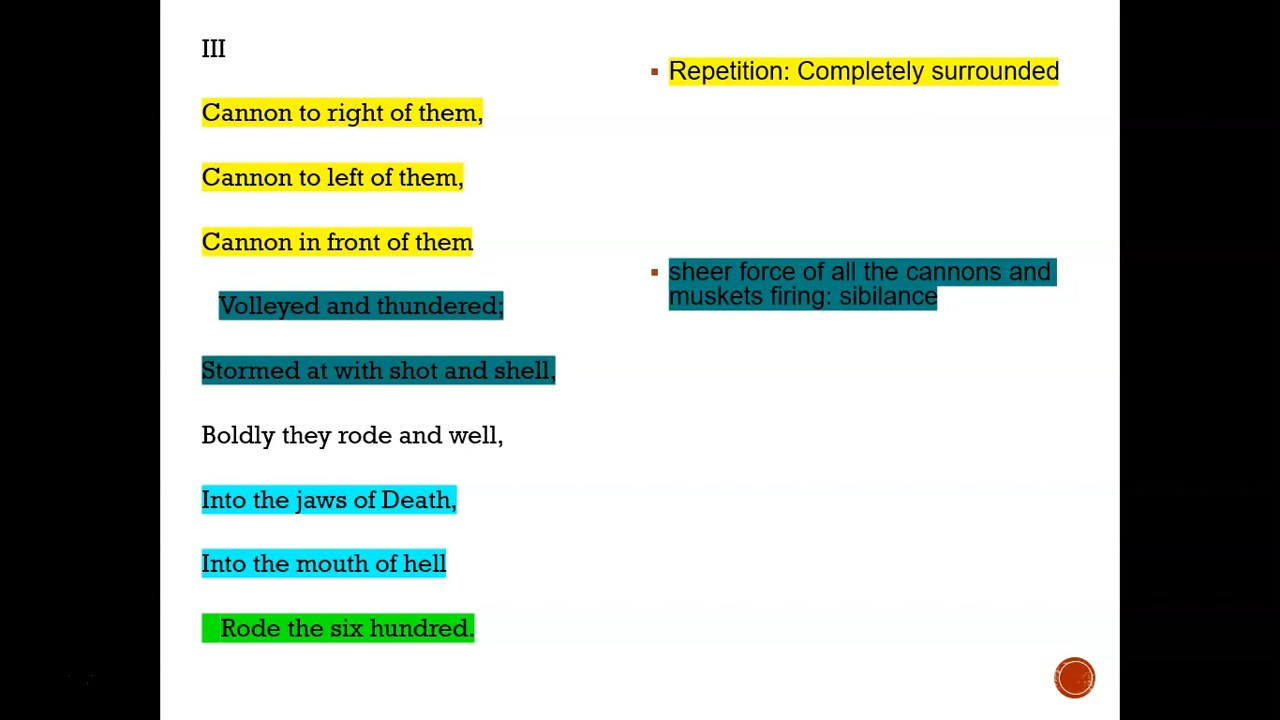 III
Cannon to right of them,
Cannon to left of them,
Cannon in front of them
Volleyed and thundered;
Stormed at with shot and shell,
Boldly they rode and well,
Into the jaws of Death,
Into the mouth of hell
Rode the six hundred.
▪ Repetition: Completely surrounded
▪ sheer force of all the cannons and
muskets firing: sibilance